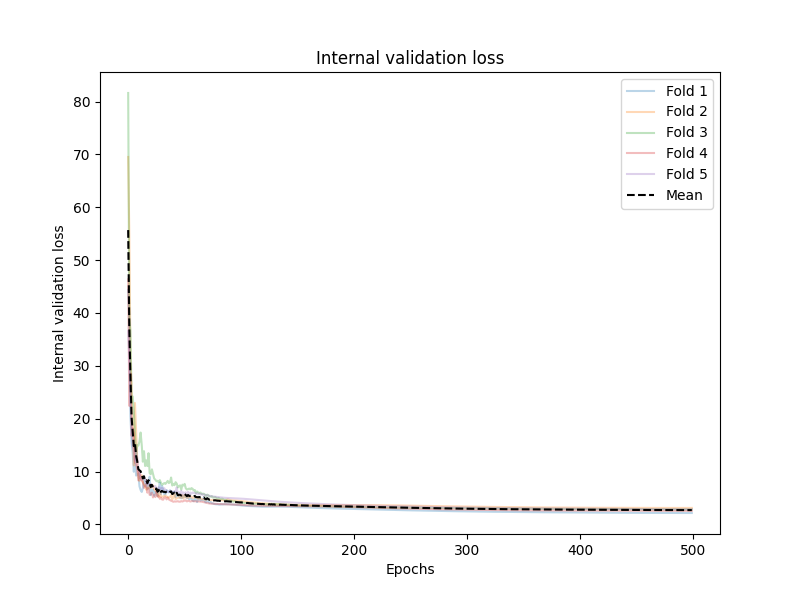 Internal validation loss
Fold 1
Fold 2
Fold 3
Fold 4
Fold 5
Mean
Internal validation loss
80
70
60
50
40
30
20
10
0
0 100 200 300 400 500
Epochs